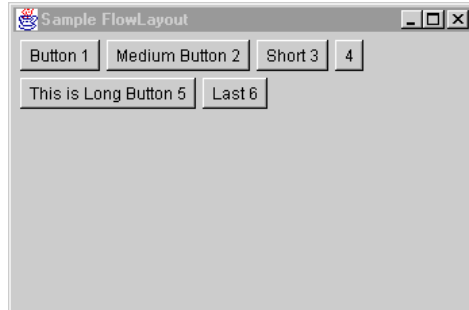 Sample FlowLayout
Button 1 Medium Button 2 Short 3 4
This is Long Button 5 Last 6